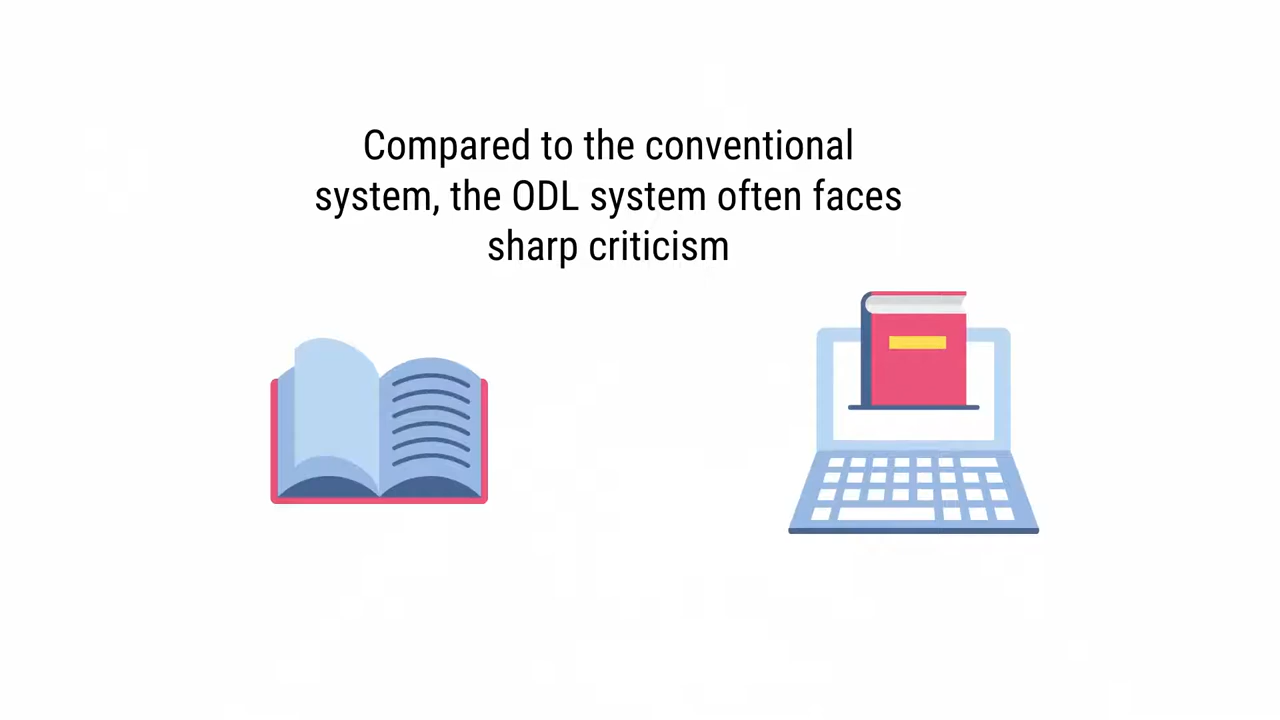 Compared to the conventional
system, the ODL system often faces
sharp criticism